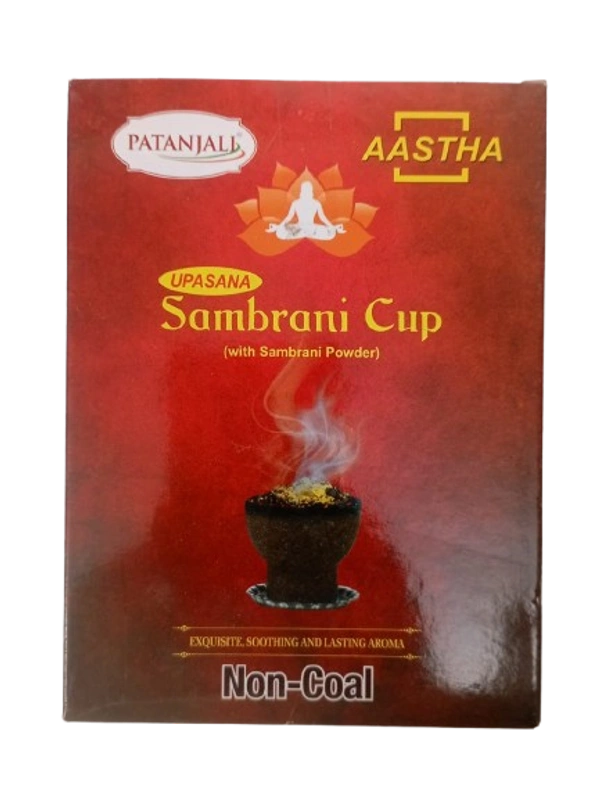 PATANJALI®
AASTHA
UPASANA
Sambrani Cup
(with Sambrani Powder)
EXQUISITE, SOOTHING AND LASTING AROMA
Non-Coal